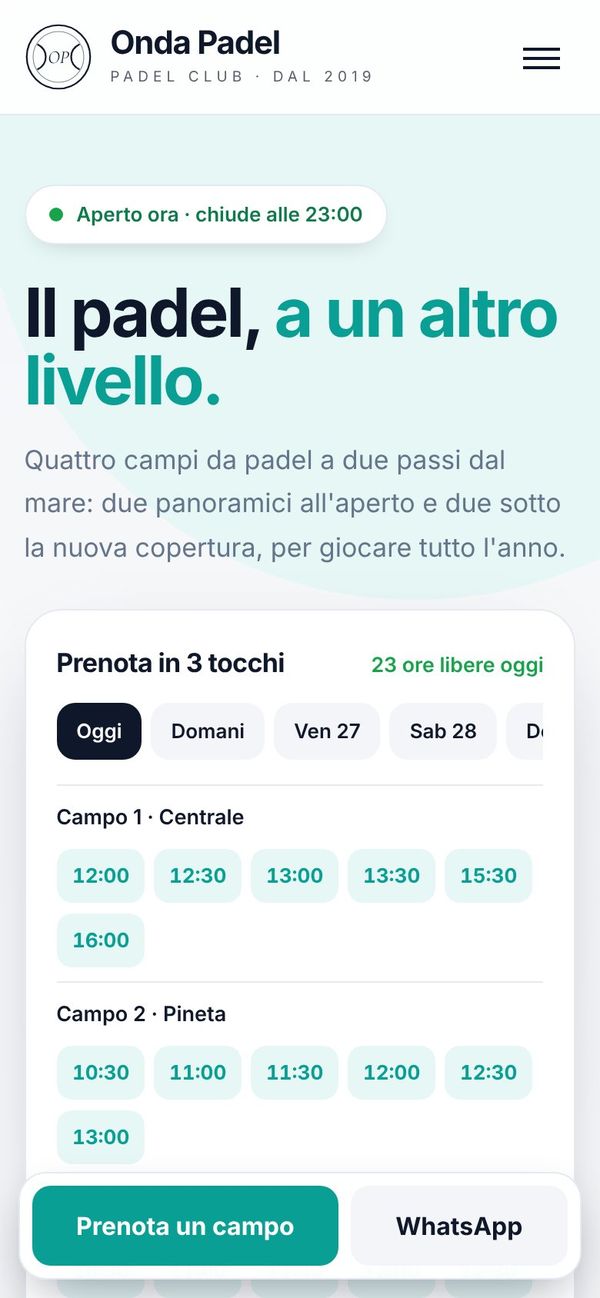 OP
Onda Padel
PADEL CLUB · DAL 2019
Aperto ora · chiude alle 23:00
Il padel, a un altro
livello.
Quattro campi da padel a due passi dal
mare: due panoramici all'aperto e due sotto
la nuova copertura, per giocare tutto l'anno.
Prenota in 3 tocchi
23 ore libere oggi
Oggi Domani Ven 27 Sab 28
Campo 1 · Centrale
12:00 12:30 13:00 13:30 15:30
16:00
Campo 2 · Pineta
10:30 11:00 11:30 12:00 12:30
13:00
Prenota un campo WhatsApp